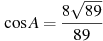 cos A = 8√89 / 89